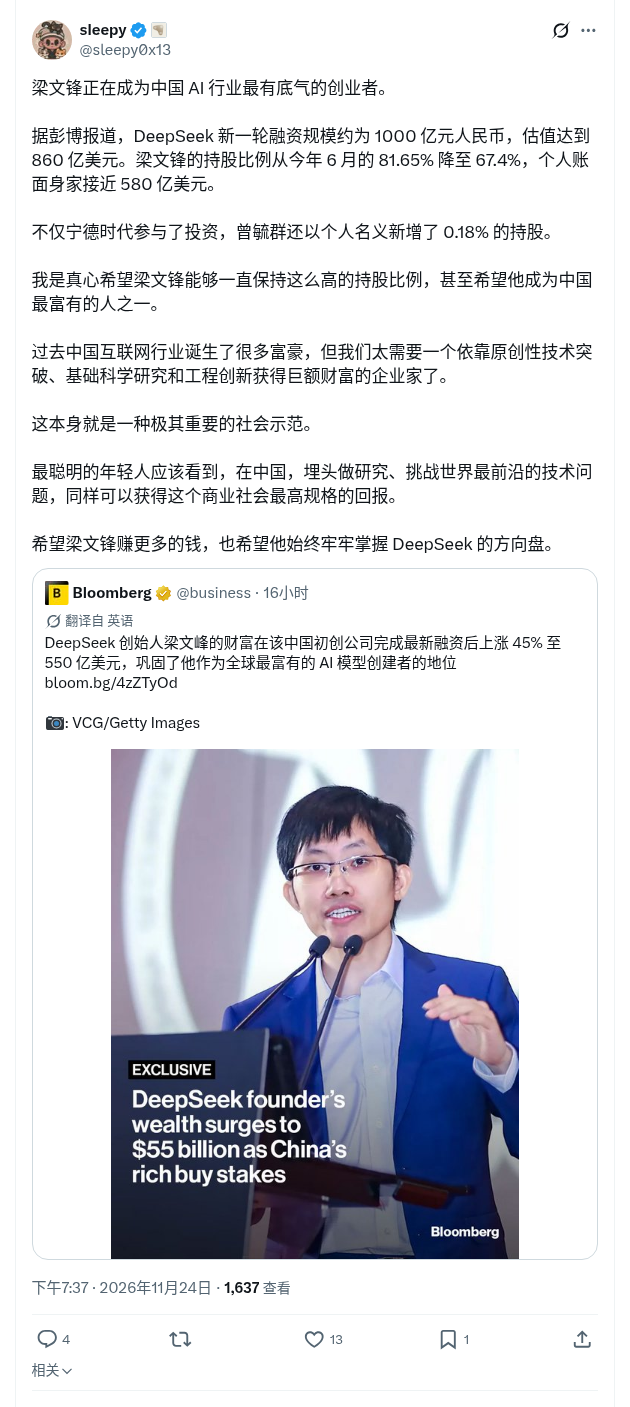 sleepy
@sleepy0x13
梁文锋正在成为中国 AI 行业最有底气的创业者。
据彭博报道，DeepSeek 新一轮融资规模约为 1000 亿元人民币，估值达到
860 亿美元。梁文锋的持股比例从今年 6 月的 81.65% 降至 67.4%，个人账
面身家接近 580 亿美元。
不仅宁德时代参与了投资，曾毓群还以个人名义新增了 0.18% 的持股。
我是真心希望梁文锋能够一直保持这么高的持股比例，甚至希望他成为中国
最富有的人之一。
过去中国互联网行业诞生了很多富豪，但我们太需要一个依靠原创性技术突
破、基础科学研究和工程创新获得巨额财富的企业家了。
这本身就是一种极其重要的社会示范。
最聪明的年轻人应该看到，在中国，埋头做研究、挑战世界最前沿的技术问
题，同样可以获得这个商业社会最高规格的回报。
希望梁文锋赚更多的钱，也希望他始终牢牢掌握 DeepSeek 的方向盘。
B Bloomberg @business · 16小时
翻译自 英语
DeepSeek 创始人梁文峰的财富在该中国初创公司完成最新融资后上涨 45% 至
550 亿美元，巩固了他作为全球最富有的 AI 模型创建者的地位
bloom.bg/4zZTyOd
📷: VCG/Getty Images
EXCLUSIVE
DeepSeek founder's
wealth surges to
$55 billion as China's
rich buy stakes
Bloomberg
下午7:37 · 2026年11月24日 · 1,637 查看
4 13 1
相关